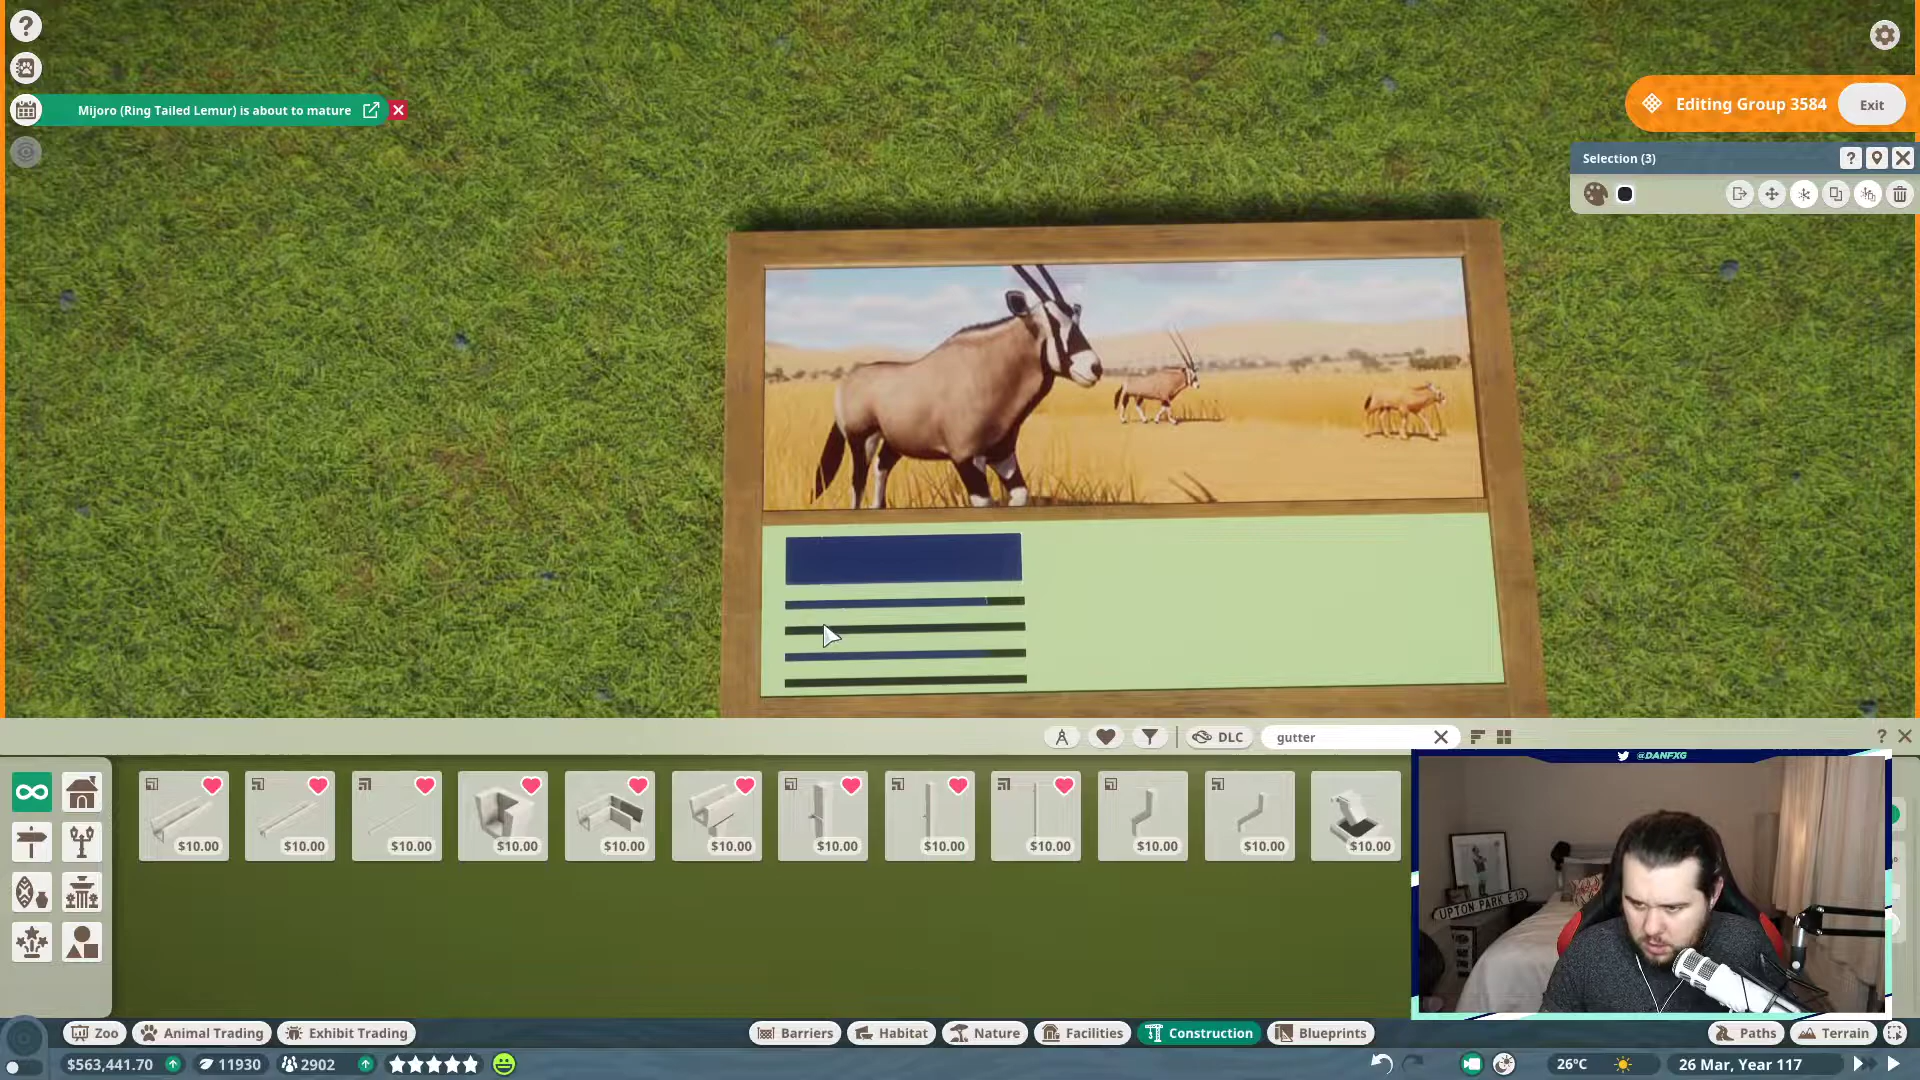 ?
Mijoro (Ring Tailed Lemur) is about to mature
Editing Group 3584
Exit
Selection (3)
?
DLC
gutter
?
@DANFXG
$10.00
$10.00
$10.00
$10.00
$10.00
$10.00
$10.00
$10.00
$10.00
$10.00
$10.00
$10.00
UPTON PARK E.13
Zoo
Animal Trading
Exhibit Trading
Barriers
Habitat
Nature
Facilities
Construction
Blueprints
Paths
Terrain
$563,441.70
11930
2902
26°C
26 Mar, Year 117